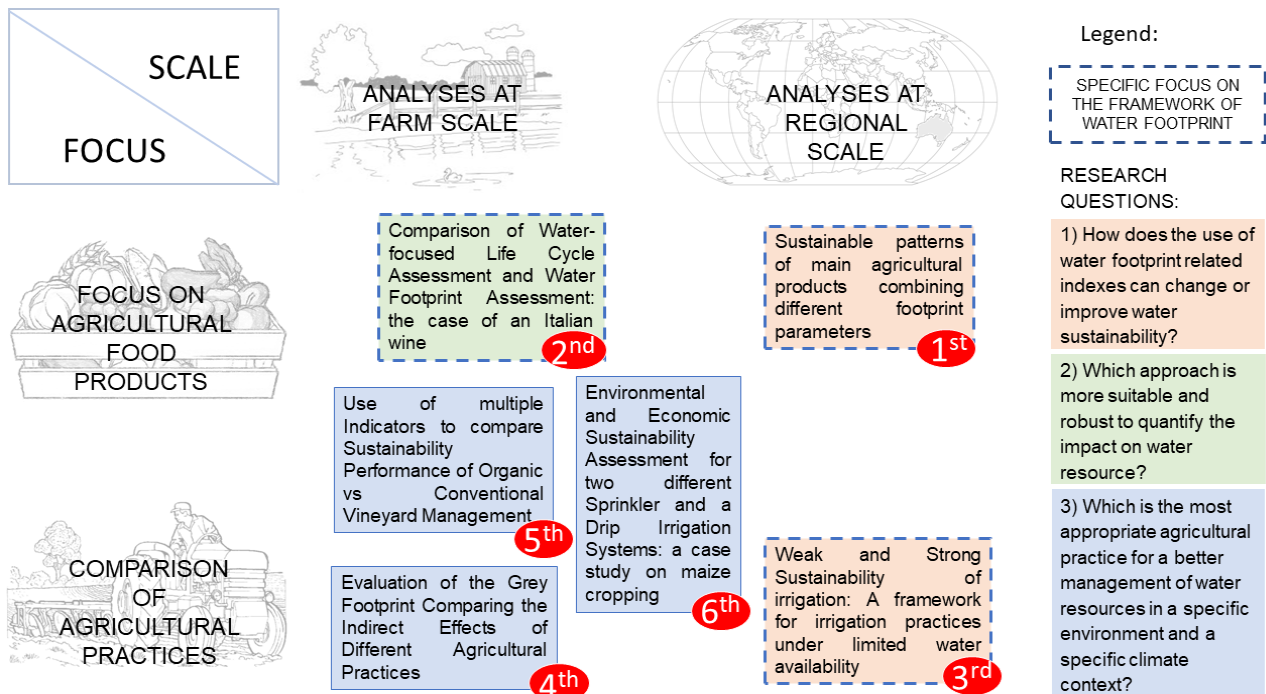 SCALE
FOCUS
ANALYSES AT
FARM SCALE
ANALYSES AT
REGIONAL
SCALE
Legend:
SPECIFIC FOCUS ON
THE FRAMEWORK OF
WATER FOOTPRINT
FOCUS ON
AGRICULTURAL
FOOD
PRODUCTS
Comparison of Water-
focused Life Cycle
Assessment and Water
Footprint Assessment:
the case of an Italian
wine
2nd
Sustainable patterns
of main agricultural
products combining
different footprint
parameters
1st
Use of multiple
Indicators to compare
Sustainability
Performance of Organic
vs Conventional
Vineyard Management
5th
Environmental
and Economic
Sustainability
Assessment for
two different
Sprinkler and a
Drip Irrigation
Systems: a case
study on maize
cropping
6th
COMPARISON
OF
AGRICULTURAL
PRACTICES
Evaluation of the Grey
Footprint Comparing the
Indirect Effects of
Different Agricultural
Practices
4th
Weak and Strong
Sustainability of
irrigation: A framework
for irrigation practices
under limited water
availability
3rd
RESEARCH
QUESTIONS:
1) How does the use of
water footprint related
indexes can change or
improve water
sustainability?
2) Which approach is
more suitable and
robust to quantify the
impact on water
resource?
3) Which is the most
appropriate agricultural
practice for a better
management of water
resources in a specific
environment and a
specific climate
context?